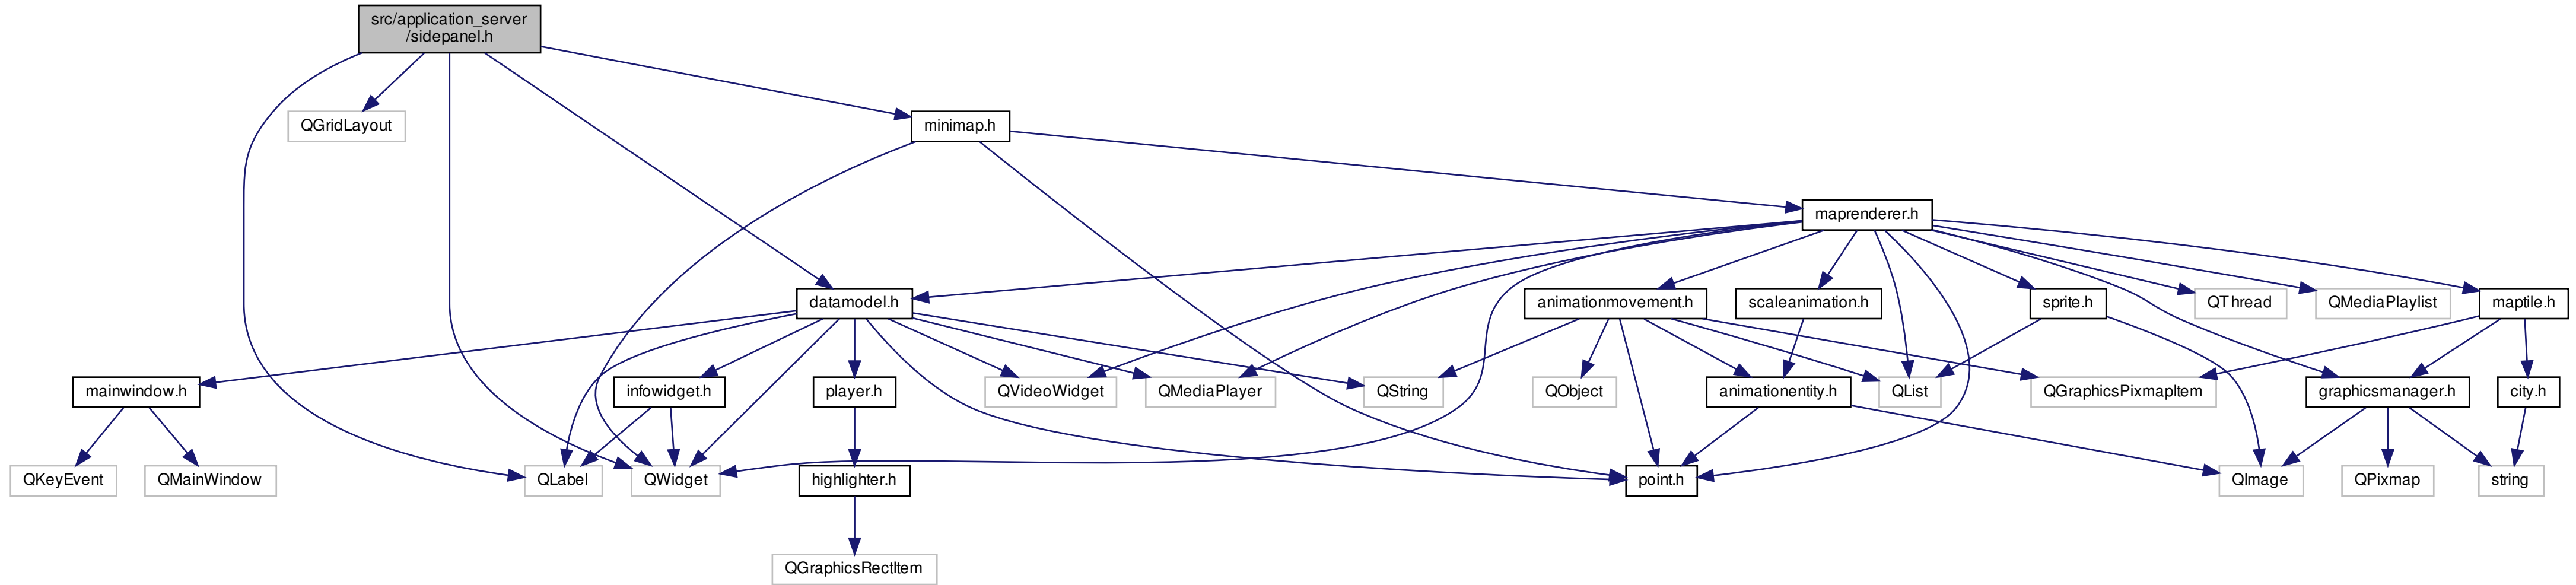 src/application_server
/sidepanel.h
QGridLayout
minimap.h
maprenderer.h
datamodel.h
animationmovement.h
scaleanimation.h
sprite.h
QThread
QMediaPlaylist
maptile.h
mainwindow.h
infowidget.h
player.h
QVideoWidget
QMediaPlayer
QString
QObject
animationentity.h
QList
QGraphicsPixmapItem
graphicsmanager.h
city.h
QKeyEvent
QMainWindow
QLabel
QWidget
highlighter.h
point.h
QImage
QPixmap
string
QGraphicsRectItem